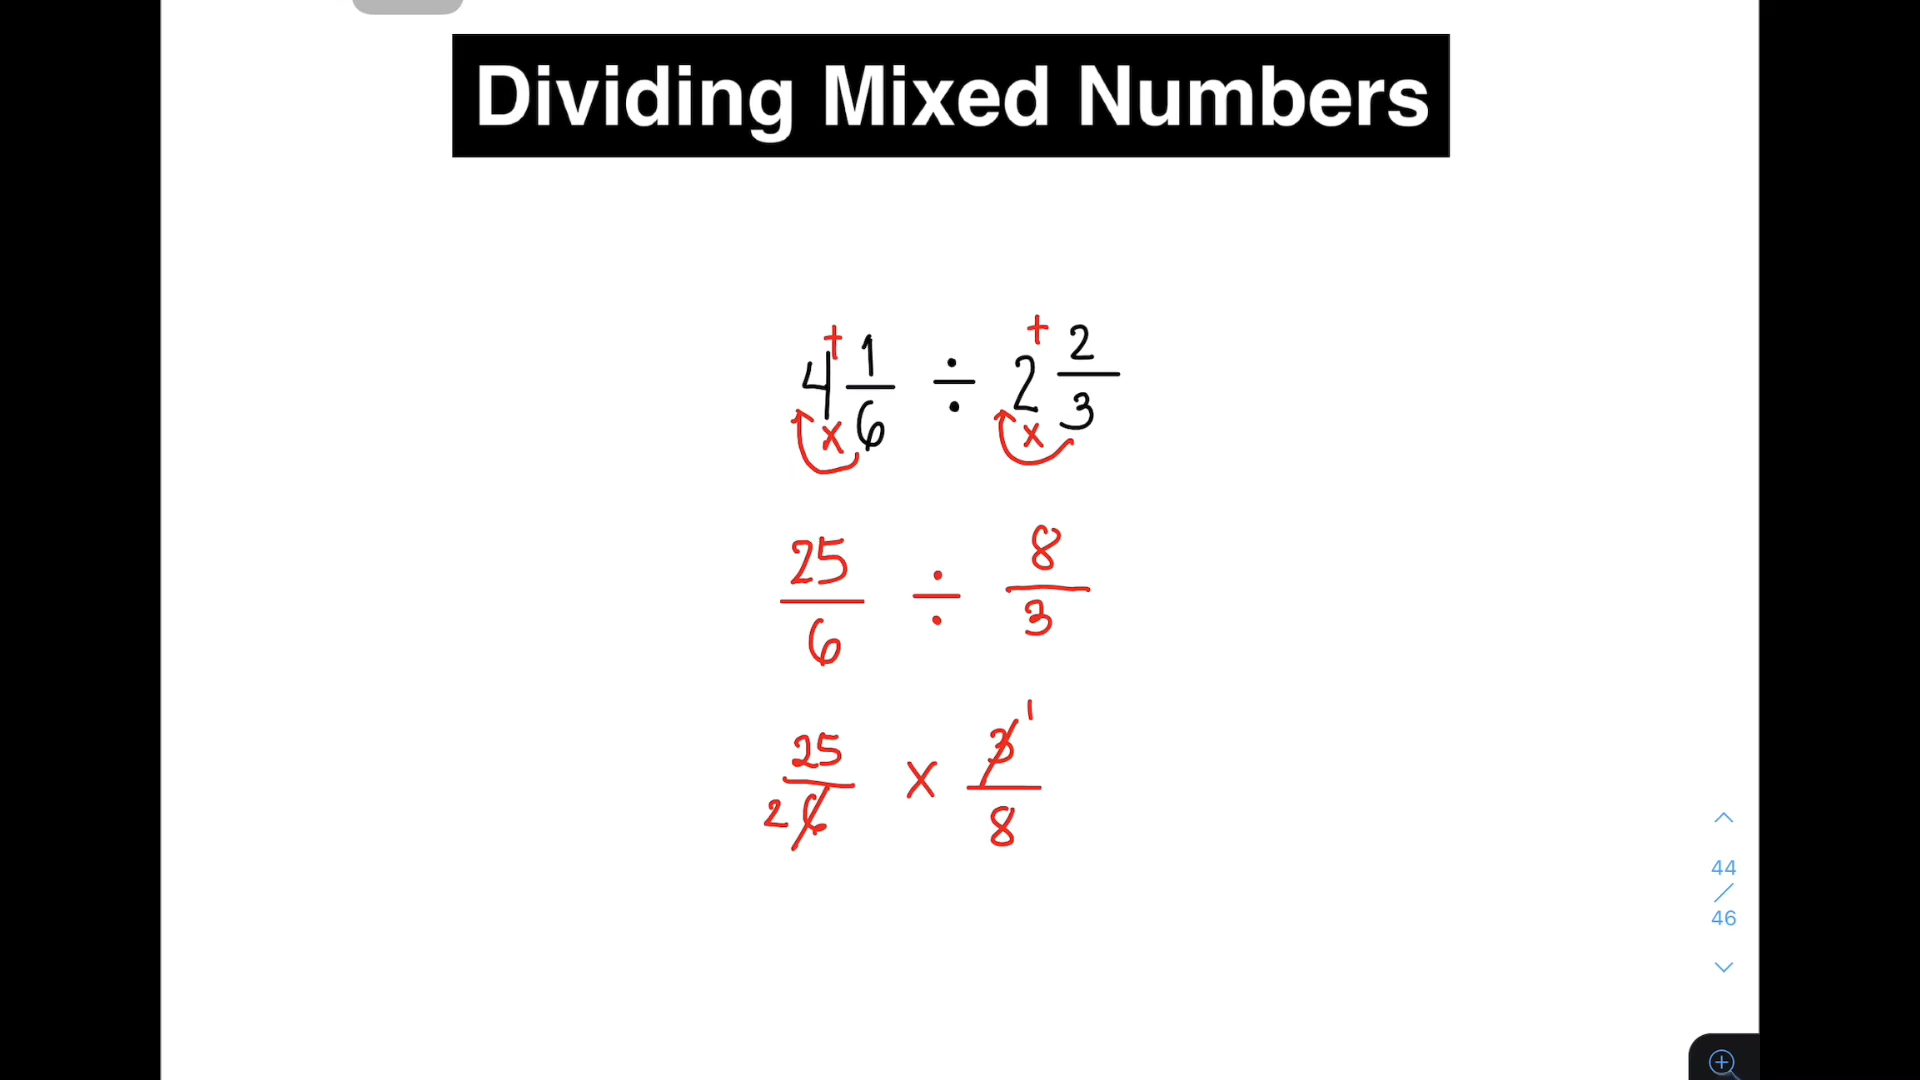 Dividing Mixed Numbers
4 + 1/6 ÷ 2 + 2/3
x x
25/6 ÷ 8/3
1
25/6 x 3/8
2
44
/
46